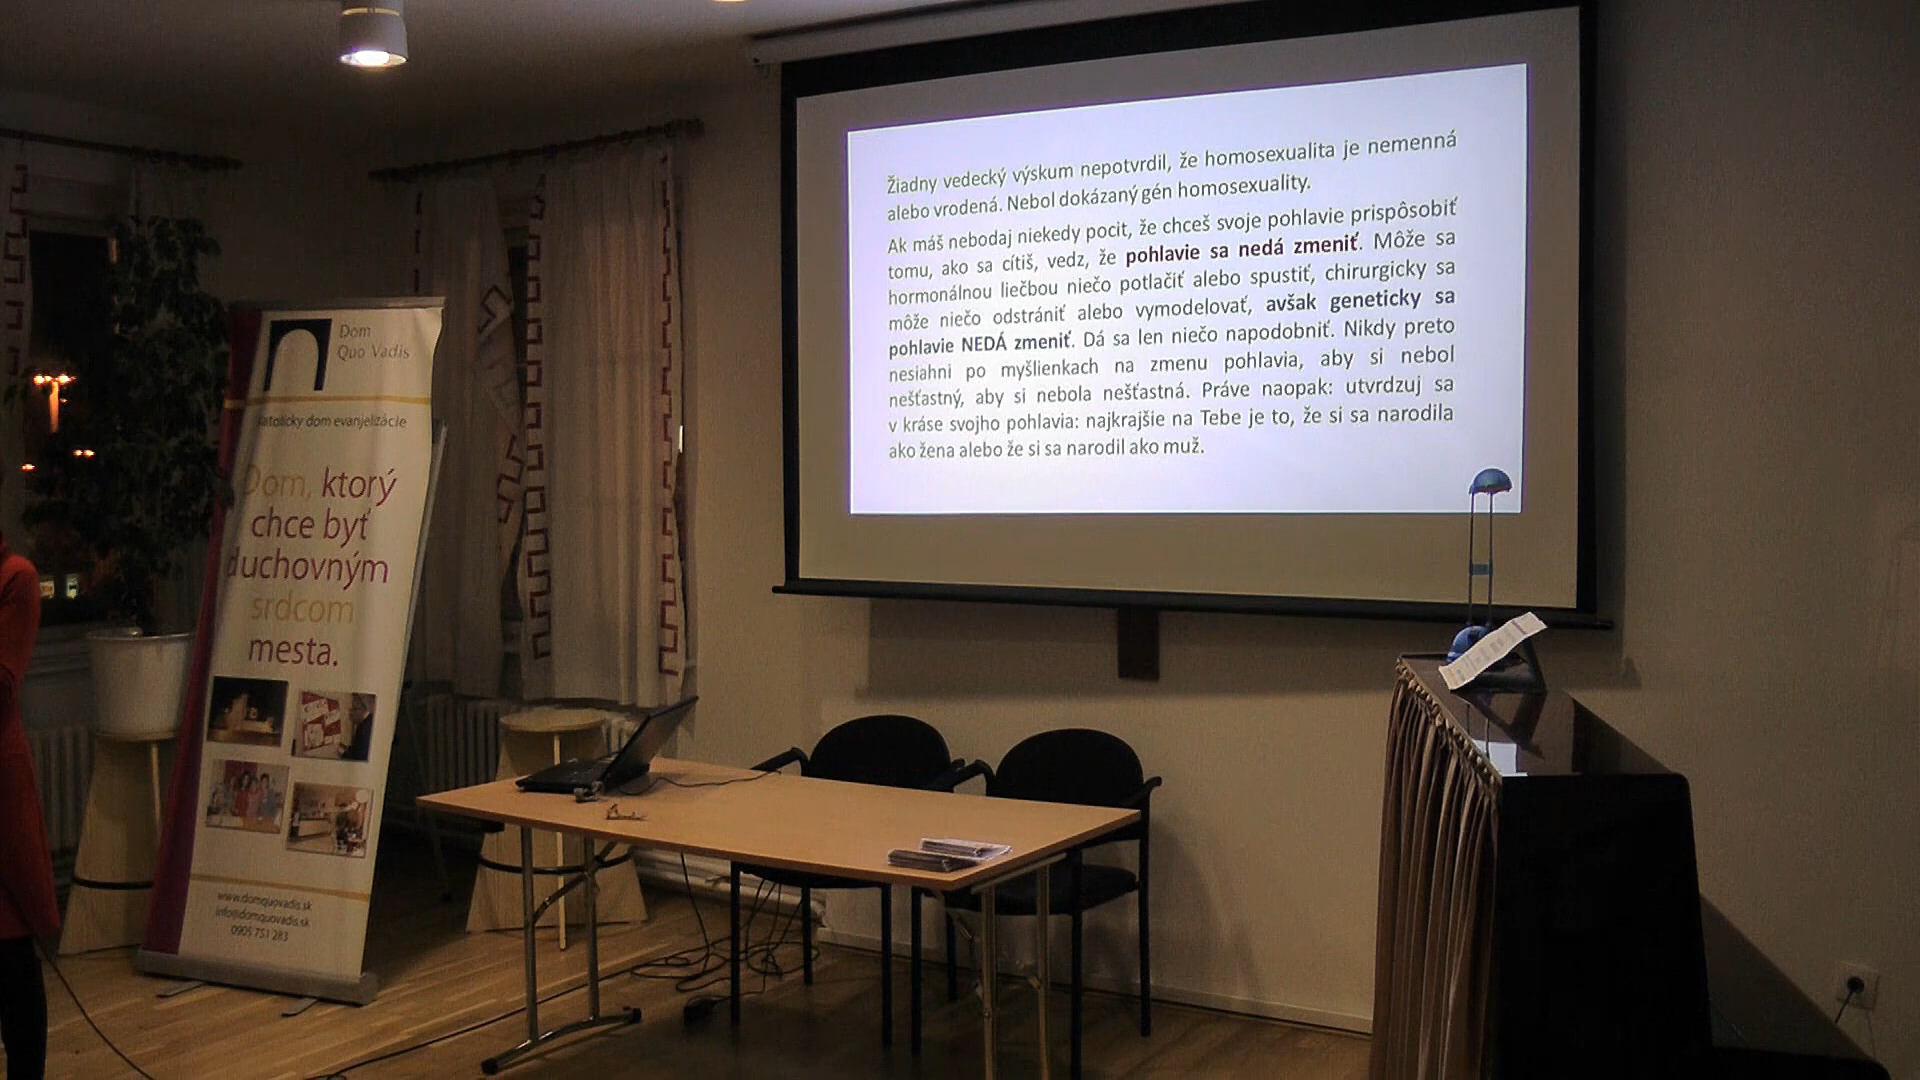 Dom
Quo Vadis
katolícky dom evanjelizácie
Dom, ktorý
chce byť
duchovným
srdcom
mesta.
www.domquovadis.sk
info@domquovadis.sk
0905 751 283
Žiadny vedecký výskum nepotvrdil, že homosexualita je nemenná
alebo vrodená. Nebol dokázaný gén homosexuality.
Ak máš nebodaj niekedy pocit, že chceš svoje pohlavie prispôsobiť
tomu, ako sa cítiš, vedz, že pohlavie sa nedá zmeniť. Môže sa
hormonálnou liečbou niečo potlačiť alebo spustiť, chirurgicky sa
môže niečo odstrániť alebo vymodelovať, avšak geneticky sa
pohlavie NEDÁ zmeniť. Dá sa len niečo napodobniť. Nikdy preto
nesiahni po myšlienkach na zmenu pohlavia, aby si nebol
nešťastný, aby si nebola nešťastná. Práve naopak: utvrdzuj sa
v kráse svojho pohlavia: najkrajšie na Tebe je to, že si sa narodila
ako žena alebo že si sa narodil ako muž.